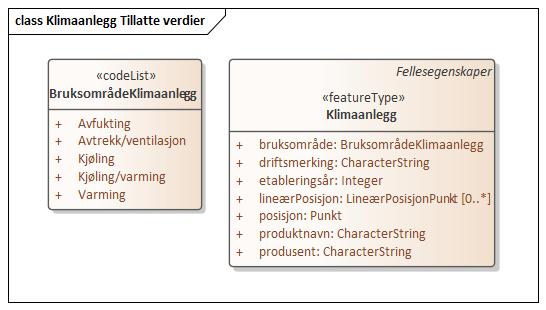 class Klimaanlegg Tillatte verdier
«codeList»
BruksområdeKlimaanlegg
+ Avfukting
+ Avtrekk/ventilasjon
+ Kjøling
+ Kjøling/varming
+ Varming
Fellesegenskaper
«featureType»
Klimaanlegg
+ bruksområde: BruksområdeKlimaanlegg
+ driftsmerking: CharacterString
+ etableringsår: Integer
+ lineærPosisjon: LineærPosisjonPunkt [0..*]
+ posisjon: Punkt
+ produktnavn: CharacterString
+ produsent: CharacterString